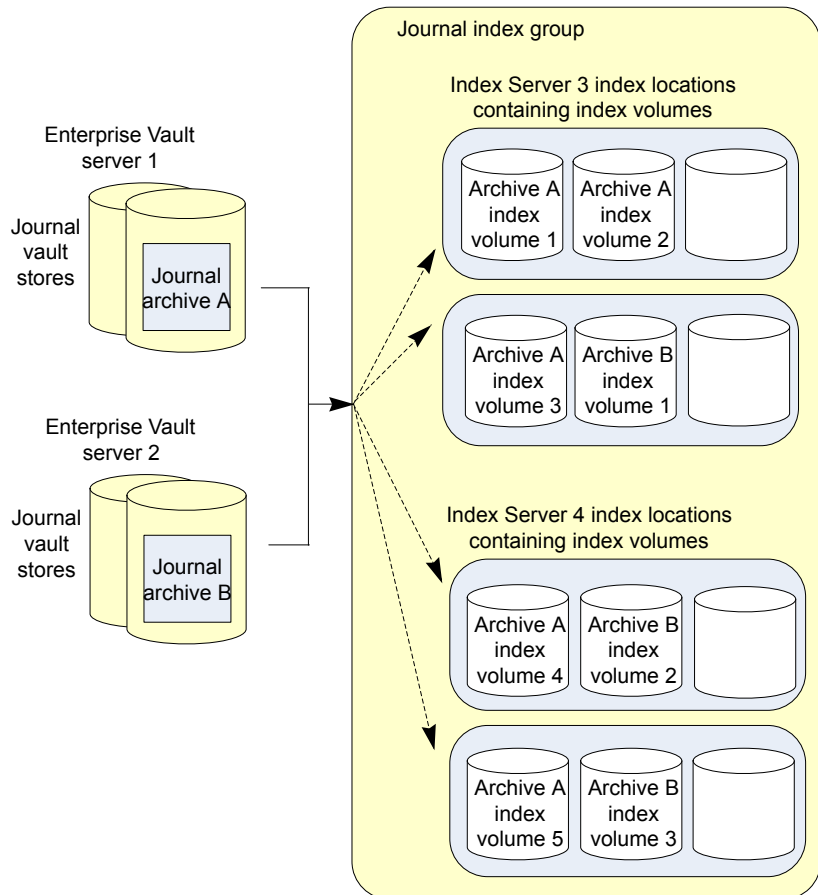 Journal index group
Index Server 3 index locations
containing index volumes
Enterprise Vault
server 1
Journal
vault
stores
Journal
archive A
Archive A
index
volume 1
Archive A
index
volume 2
Archive A
index
volume 3
Archive B
index
volume 1
Enterprise Vault
server 2
Journal
vault
stores
Journal
archive B
Index Server 4 index locations
containing index volumes
Archive A
index
volume 4
Archive B
index
volume 2
Archive A
index
volume 5
Archive B
index
volume 3